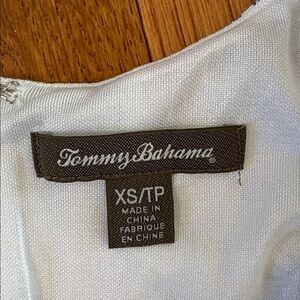 Tommy Bahama®
XS/TP
MADE IN
CHINA
FABRIQUÉ
EN CHINE